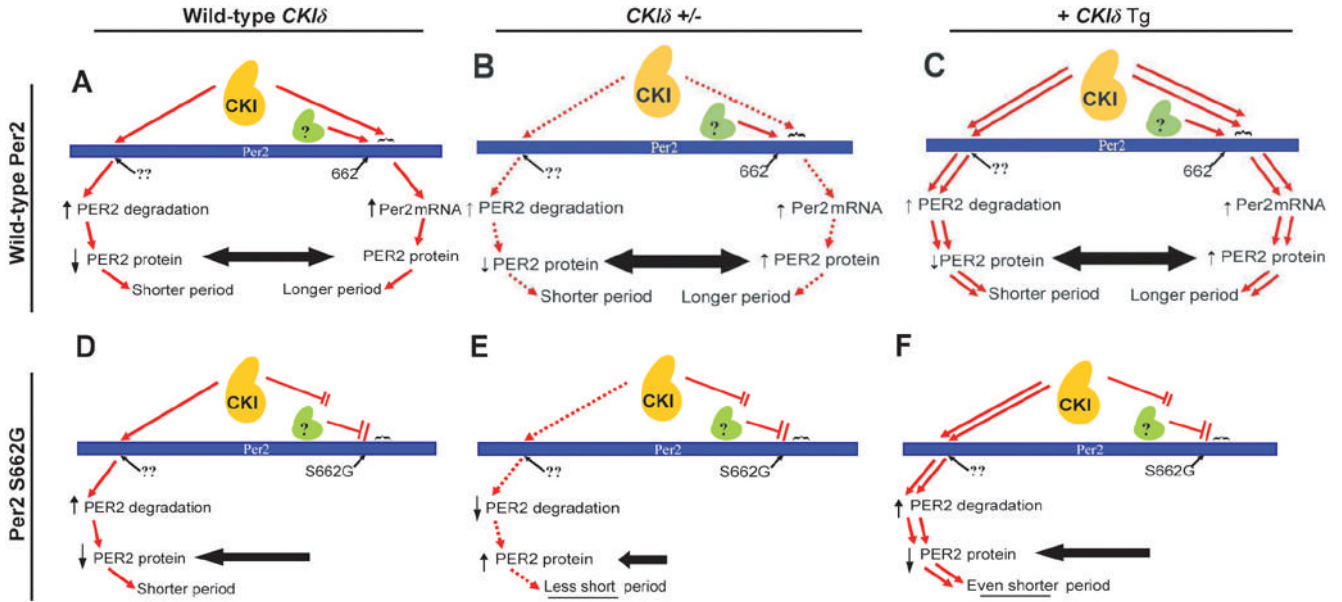 Wild-type CKIδ
CKIδ +/-
+ CKIδ Tg
Wild-type Per2
A
CKI
?
Per2
??
662
↑ PER2 degradation
↑ Per2mRNA
↓ PER2 protein
PER2 protein
Shorter period
Longer period
B
CKI
?
Per2
??
662
↑ PER2 degradation
↑ Per2mRNA
↓ PER2 protein
↑ PER2 protein
Shorter period
Longer period
C
CKI
?
Per2
??
662
↑ PER2 degradation
↑ Per2mRNA
↓ PER2 protein
↑ PER2 protein
Shorter period
Longer period
Per2 S662G
D
CKI
?
Per2
??
S662G
↑ PER2 degradation
↓ PER2 protein
Shorter period
E
CKI
?
Per2
??
S662G
↓ PER2 degradation
↑ PER2 protein
Less short period
F
CKI
?
Per2
??
S662G
↑ PER2 degradation
↓ PER2 protein
Even shorter period